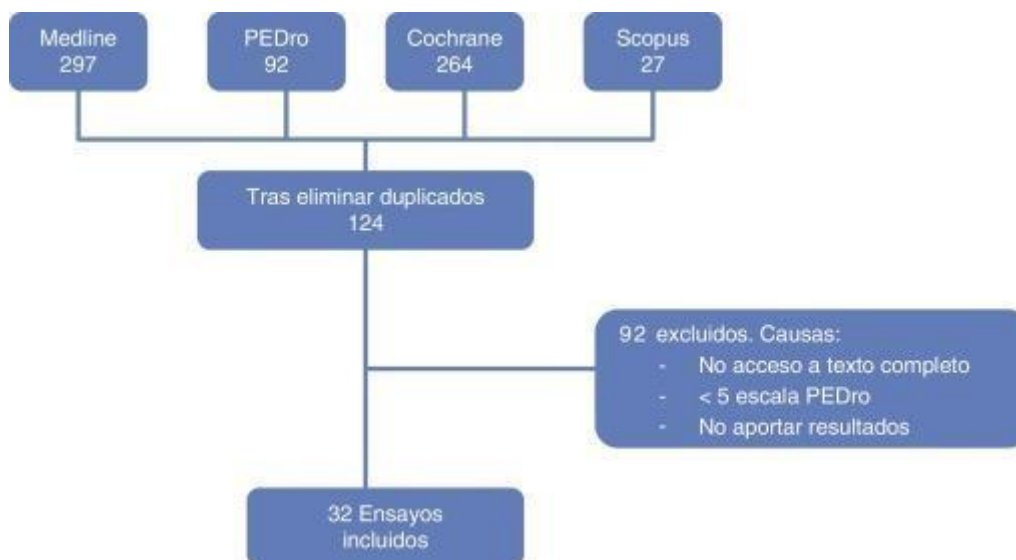 Medline
297
PEDro
92
Cochrane
264
Scopus
27
Tras eliminar duplicados
124
92 excluidos. Causas:
- No acceso a texto completo
- < 5 escala PEDro
- No aportar resultados
32 Ensayos
incluidos